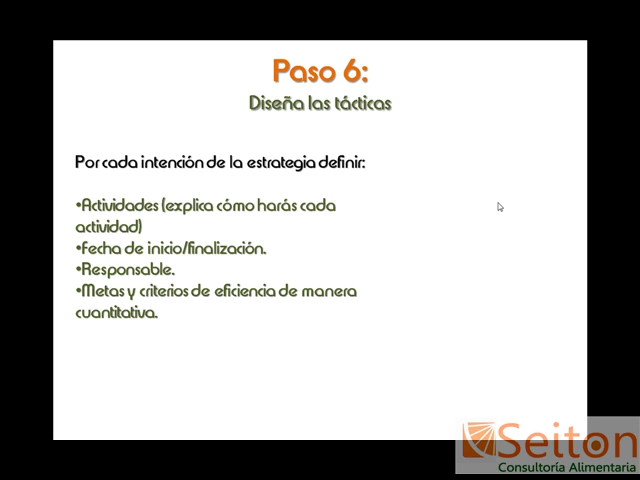 Paso 6:
Diseña las tácticas
Por cada intención de la estrategia definir:
•Actividades (explica cómo harás cada
actividad)
•Fecha de inicio/finalización.
•Responsable.
•Metas y criterios de eficiencia de manera
cuantitativa.
Seiton
Consultoría Alimentaria